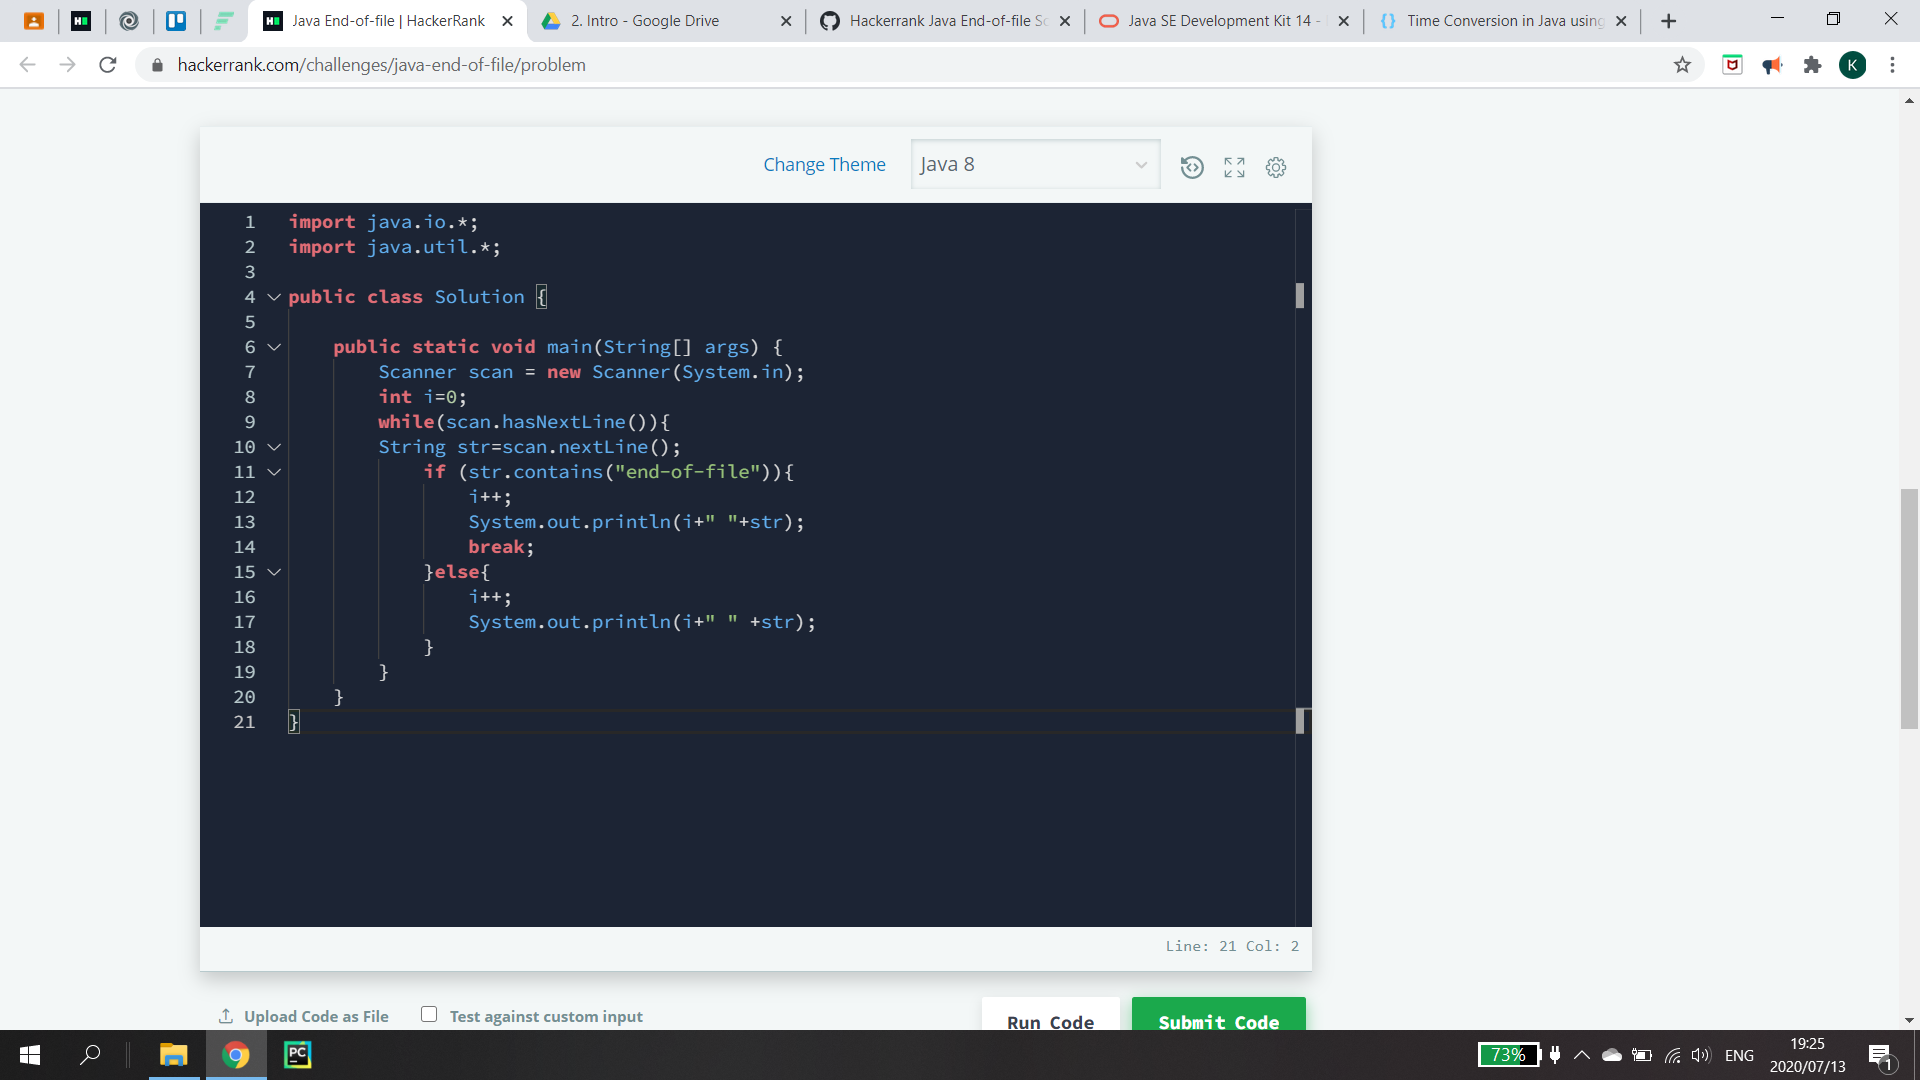 Java End-of-file | HackerRank
2. Intro - Google Drive
Hackerrank Java End-of-file Sc
Java SE Development Kit 14 -
Time Conversion in Java using
hackerrank.com/challenges/java-end-of-file/problem
K
Change Theme
Java 8
1 import java.io.*;
2 import java.util.*;
3
4 public class Solution {
5
6 public static void main(String[] args) {
7 Scanner scan = new Scanner(System.in);
8 int i=0;
9 while(scan.hasNextLine()){
10 String str=scan.nextLine();
11 if (str.contains("end-of-file")){
12 i++;
13 System.out.println(i+" "+str);
14 break;
15 }else{
16 i++;
17 System.out.println(i+" " +str);
18 }
19 }
20 }
21 }
Line: 21 Col: 2
Upload Code as File
Test against custom input
Run Code
Submit Code
PC
73%
ENG
19:25
2020/07/13
1